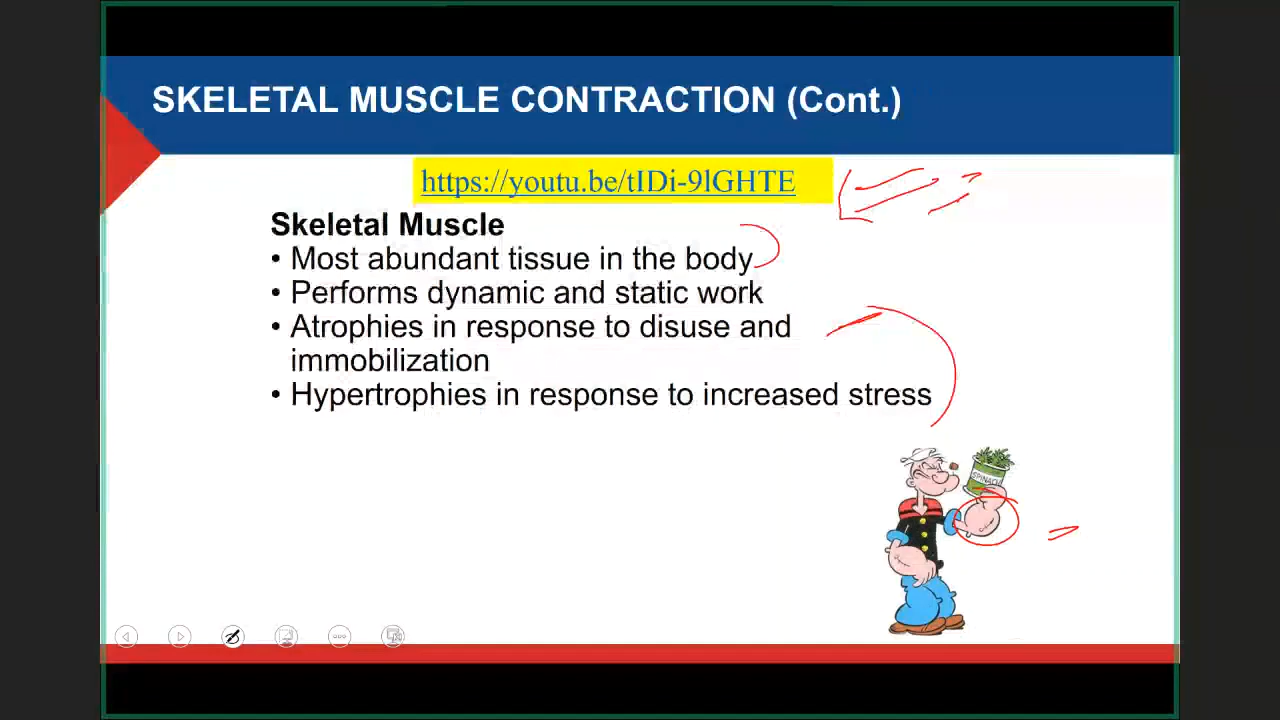 SKELETAL MUSCLE CONTRACTION (Cont.)
https://youtu.be/tIDi-9lGHTE
Skeletal Muscle
• Most abundant tissue in the body
• Performs dynamic and static work
• Atrophies in response to disuse and
immobilization
• Hypertrophies in response to increased stress
SPINACH